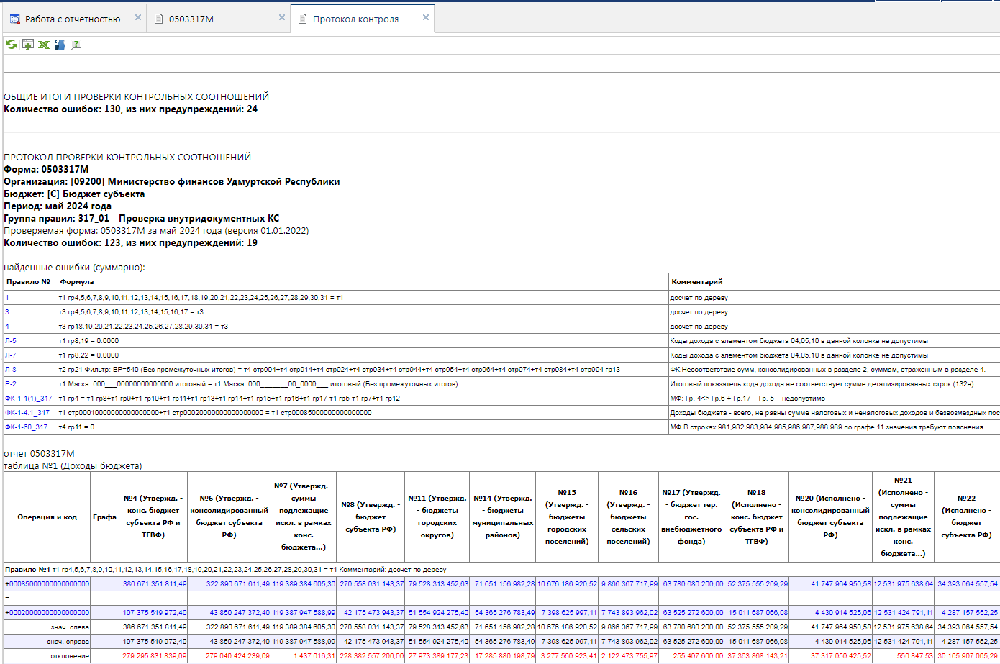 Работа с отчетностью 0503317М Протокол контроля
ОБЩИЕ ИТОГИ ПРОВЕРКИ КОНТРОЛЬНЫХ СООТНОШЕНИЙ
Количество ошибок: 130, из них предупреждений: 24
ПРОТОКОЛ ПРОВЕРКИ КОНТРОЛЬНЫХ СООТНОШЕНИЙ
Форма: 0503317М
Организация: [09200] Министерство финансов Удмуртской Республики
Бюджет: [С] Бюджет субъекта
Период: май 2024 года
Группа правил: 317_01 - Проверка внутридокументных КС
Проверяемая форма: 0503317М за май 2024 года (версия 01.01.2022)
Количество ошибок: 123, из них предупреждений: 19
найденные ошибки (суммарно):
Правило № Формула Комментарий
1 т1 гр4,5,6,7,8,9,10,11,12,13,14,15,16,17,18,19,20,21,22,23,24,25,26,27,28,29,30,31 = т1 досчет по дереву
3 т3 гр4,5,6,7,8,9,10,11,12,13,14,15,16,17 = т3 досчет по дереву
4 т3 гр18,19,20,21,22,23,24,25,26,27,28,29,30,31 = т3 досчет по дереву
Л-5 т1 гр8,19 = 0.0000 Коды дохода с элементом бюджета 04,05,10 в данной колонке не допустимы
Л-7 т1 гр8,22 = 0.0000 Коды дохода с элементом бюджета 04,05,10 в данной колонке не допустимы
Л-8 т2 гр21 Фильтр: ВР=540 (Без промежуточных итогов) = т4 стр904+т4 стр914+т4 стр924+т4 стр934+т4 стр944+т4 стр954+т4 стр964+т4 стр974+т4 стр984+т4 стр994 гр13 ФК.Несоответствие сумм, консолидированных в разделе 2, суммам, отраженным в разделе 4.
Р-2 т1 Маска: 000___00000000000000 итоговый = т1 Маска: 000________00_0000___ итоговый (Без промежуточных итогов) Итоговый показатель кода дохода не соответствует сумме детализированных строк (132н)
ФК-1-1(1)_317 т1 гр4 = т1 гр8+т1 гр9+т1 гр10+т1 гр11+т1 гр13+т1 гр14+т1 гр15+т1 гр16+т1 гр17-т1 гр5-т1 гр7+т1 гр12 МФ: Гр. 4<> Гр.6 + Гр.17 – Гр. 5 – недопустимо
ФК-1-4.1_317 т1 стр00010000000000000000+т1 стр00020000000000000000 = т1 стр00085000000000000000 Доходы бюджета - всего, не равны сумме налоговых и неналоговых доходов и безвозмездных пос
ФК-1-60_317 т4 гр11 = 0 МФ.В строках 981,982,983,984,985,986,987,988,989 по графе 11 значения требуют пояснения
отчет 0503317М
таблица №1 (Доходы бюджета)
Операция и код Графа №4 (Утвержд. - конс. бюджет субъекта РФ и ТГВФ) №6 (Утвержд. - консолидированный бюджет субъекта РФ) №7 (Утвержд. - суммы подлежащие искл. в рамках конс. бюджета...) №8 (Утвержд. - бюджет субъекта РФ) №11 (Утвержд. - бюджеты городских округов) №14 (Утвержд. - бюджеты муниципальных районов) №15 (Утвержд. - бюджеты городских поселений) №16 (Утвержд. - бюджеты сельских поселений) №17 (Утвержд. - бюджет тер. гос. внебюджетного фонда) №18 (Исполнено - конс. бюджет субъекта РФ и ТГВФ) №20 (Исполнено - консолидированный бюджет субъекта РФ) №21 (Исполнено - суммы подлежащие искл. в рамках конс. бюджета...) №22 (Исполнено - бюджет субъекта РФ)
Правило №1 т1 гр4,5,6,7,8,9,10,11,12,13,14,15,16,17,18,19,20,21,22,23,24,25,26,27,28,29,30,31 = т1 Комментарий: досчет по дереву
+00085000000000000000 386 671 351 811,49 322 890 671 611,49 119 389 384 605,30 270 558 031 143,37 79 528 313 452,63 71 651 156 982,28 10 676 186 920,52 9 866 367 717,99 63 780 680 200,00 52 375 555 209,29 41 747 964 950,58 12 531 975 638,64 34 393 064 557,54
=
+00020000000000000000 107 375 519 972,40 43 850 247 372,40 119 387 947 588,99 42 175 473 943,37 51 554 924 275,40 54 365 276 783,49 7 398 625 997,11 7 743 893 962,02 63 525 272 600,00 15 011 687 066,08 4 430 914 525,06 12 531 424 791,11 4 287 157 552,25
знач. слева 386 671 351 811,49 322 890 671 611,49 119 389 384 605,30 270 558 031 143,37 79 528 313 452,63 71 651 156 982,28 10 676 186 920,52 9 866 367 717,99 63 780 680 200,00 52 375 555 209,29 41 747 964 950,58 12 531 975 638,64 34 393 064 557,54
знач. справа 107 375 519 972,40 43 850 247 372,40 119 387 947 588,99 42 175 473 943,37 51 554 924 275,40 54 365 276 783,49 7 398 625 997,11 7 743 893 962,02 63 525 272 600,00 15 011 687 066,08 4 430 914 525,06 12 531 424 791,11 4 287 157 552,25
отклонение 279 295 831 839,09 279 040 424 239,09 1 437 016,31 228 382 557 200,00 27 973 389 177,23 17 285 880 198,79 3 277 560 923,41 2 122 473 755,97 255 407 600,00 37 363 868 143,21 37 317 050 425,52 550 847,53 30 105 907 005,29